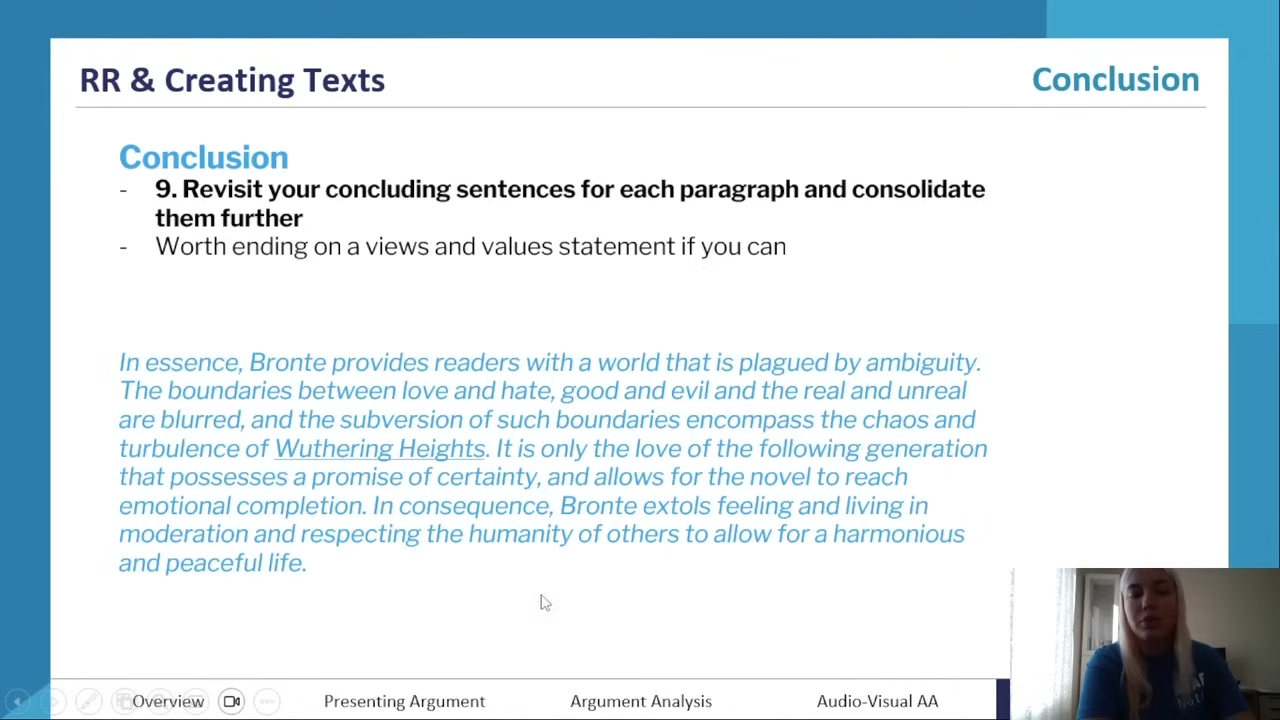 RR & Creating Texts
Conclusion
Conclusion
- 9. Revisit your concluding sentences for each paragraph and consolidate
them further
- Worth ending on a views and values statement if you can
In essence, Bronte provides readers with a world that is plagued by ambiguity.
The boundaries between love and hate, good and evil and the real and unreal
are blurred, and the subversion of such boundaries encompass the chaos and
turbulence of Wuthering Heights. It is only the love of the following generation
that possesses a promise of certainty, and allows for the novel to reach
emotional completion. In consequence, Bronte extols feeling and living in
moderation and respecting the humanity of others to allow for a harmonious
and peaceful life.
Overview
Presenting Argument
Argument Analysis
Audio-Visual AA